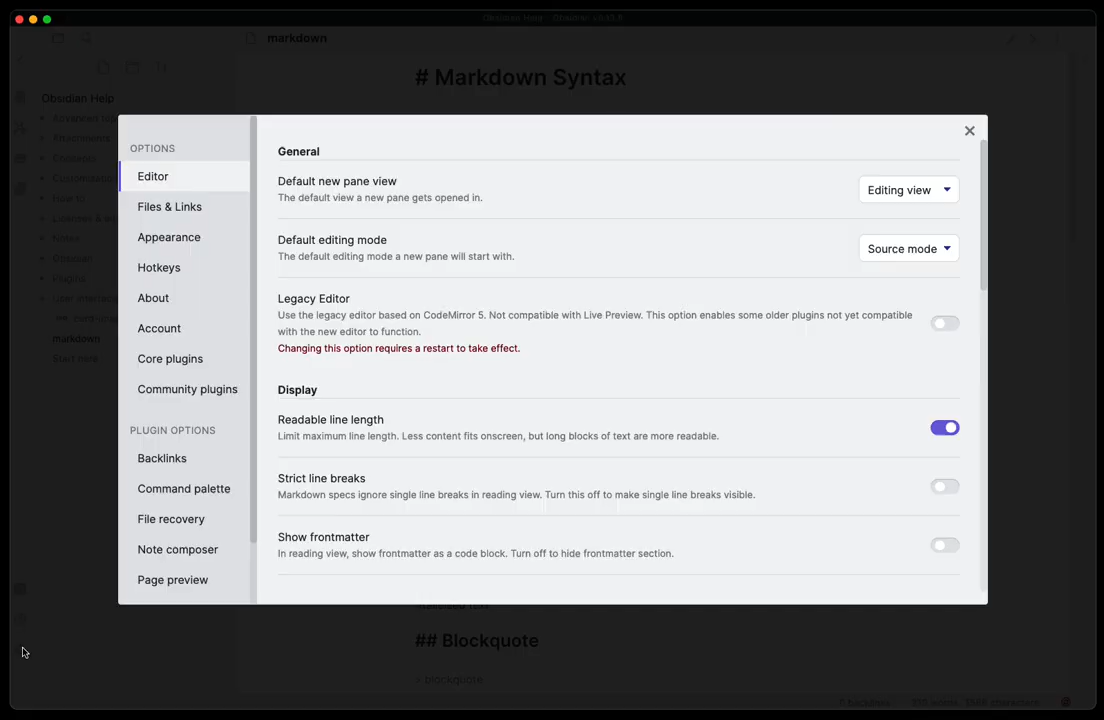 markdown
# Markdown Syntax
Obsidian Help
OPTIONS
Editor
Files & Links
Appearance
Hotkeys
About
Account
Core plugins
Community plugins
PLUGIN OPTIONS
Backlinks
Command palette
File recovery
Note composer
Page preview
General
Default new pane view
The default view a new pane gets opened in.
Editing view
Default editing mode
The default editing mode a new pane will start with.
Source mode
Legacy Editor
Use the legacy editor based on CodeMirror 5. Not compatible with Live Preview. This option enables some older plugins not yet compatible
with the new editor to function.
Changing this option requires a restart to take effect.
Display
Readable line length
Limit maximum line length. Less content fits onscreen, but long blocks of text are more readable.
Strict line breaks
Markdown specs ignore single line breaks in reading view. Turn this off to make single line breaks visible.
Show frontmatter
In reading view, show frontmatter as a code block. Turn off to hide frontmatter section.
markdown
Start here
## Blockquote
> blockquote
0 backlinks